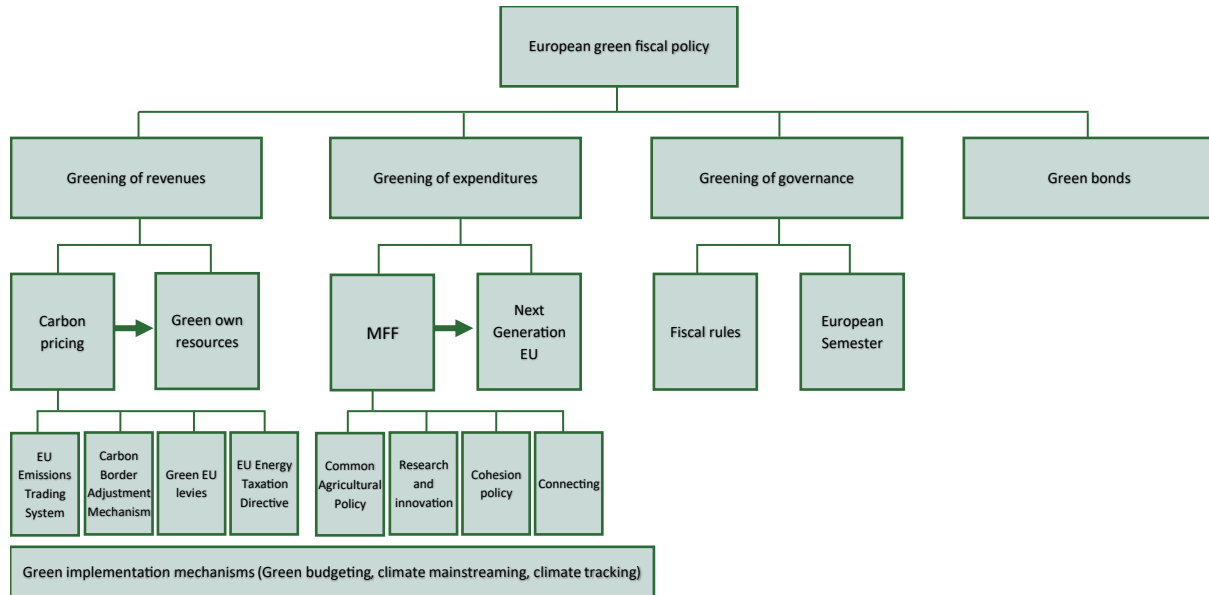 European green fiscal policy
Greening of revenues
Greening of expenditures
Greening of governance
Green bonds
Carbon
pricing
Green own
resources
MFF
Next
Generation
EU
Fiscal rules
European
Semester
EU
Emissions
Trading
System
Carbon
Border
Adjustment
Mechanism
Green EU
levies
EU Energy
Taxation
Directive
Common
Agricultural
Policy
Research
and
innovation
Cohesion
policy
Connecting
Green implementation mechanisms (Green budgeting, climate mainstreaming, climate tracking)